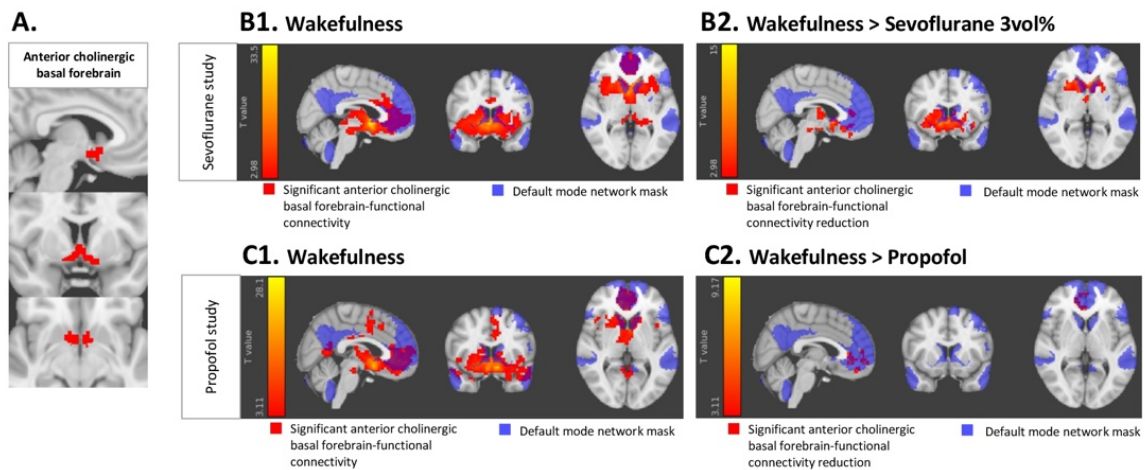 A.
Anterior cholinergic
basal forebrain
Sevoflurane study
B1. Wakefulness
33.5
T value
2.98
Significant anterior cholinergic
basal forebrain-functional
connectivity
Default mode network mask
B2. Wakefulness > Sevoflurane 3vol%
15
T value
2.98
Significant anterior cholinergic
basal forebrain-functional
connectivity reduction
Default mode network mask
Propofol study
C1. Wakefulness
28.1
T value
3.11
Significant anterior cholinergic
basal forebrain-functional
connectivity
Default mode network mask
C2. Wakefulness > Propofol
9.17
T value
3.11
Significant anterior cholinergic
basal forebrain-functional
connectivity reduction
Default mode network mask